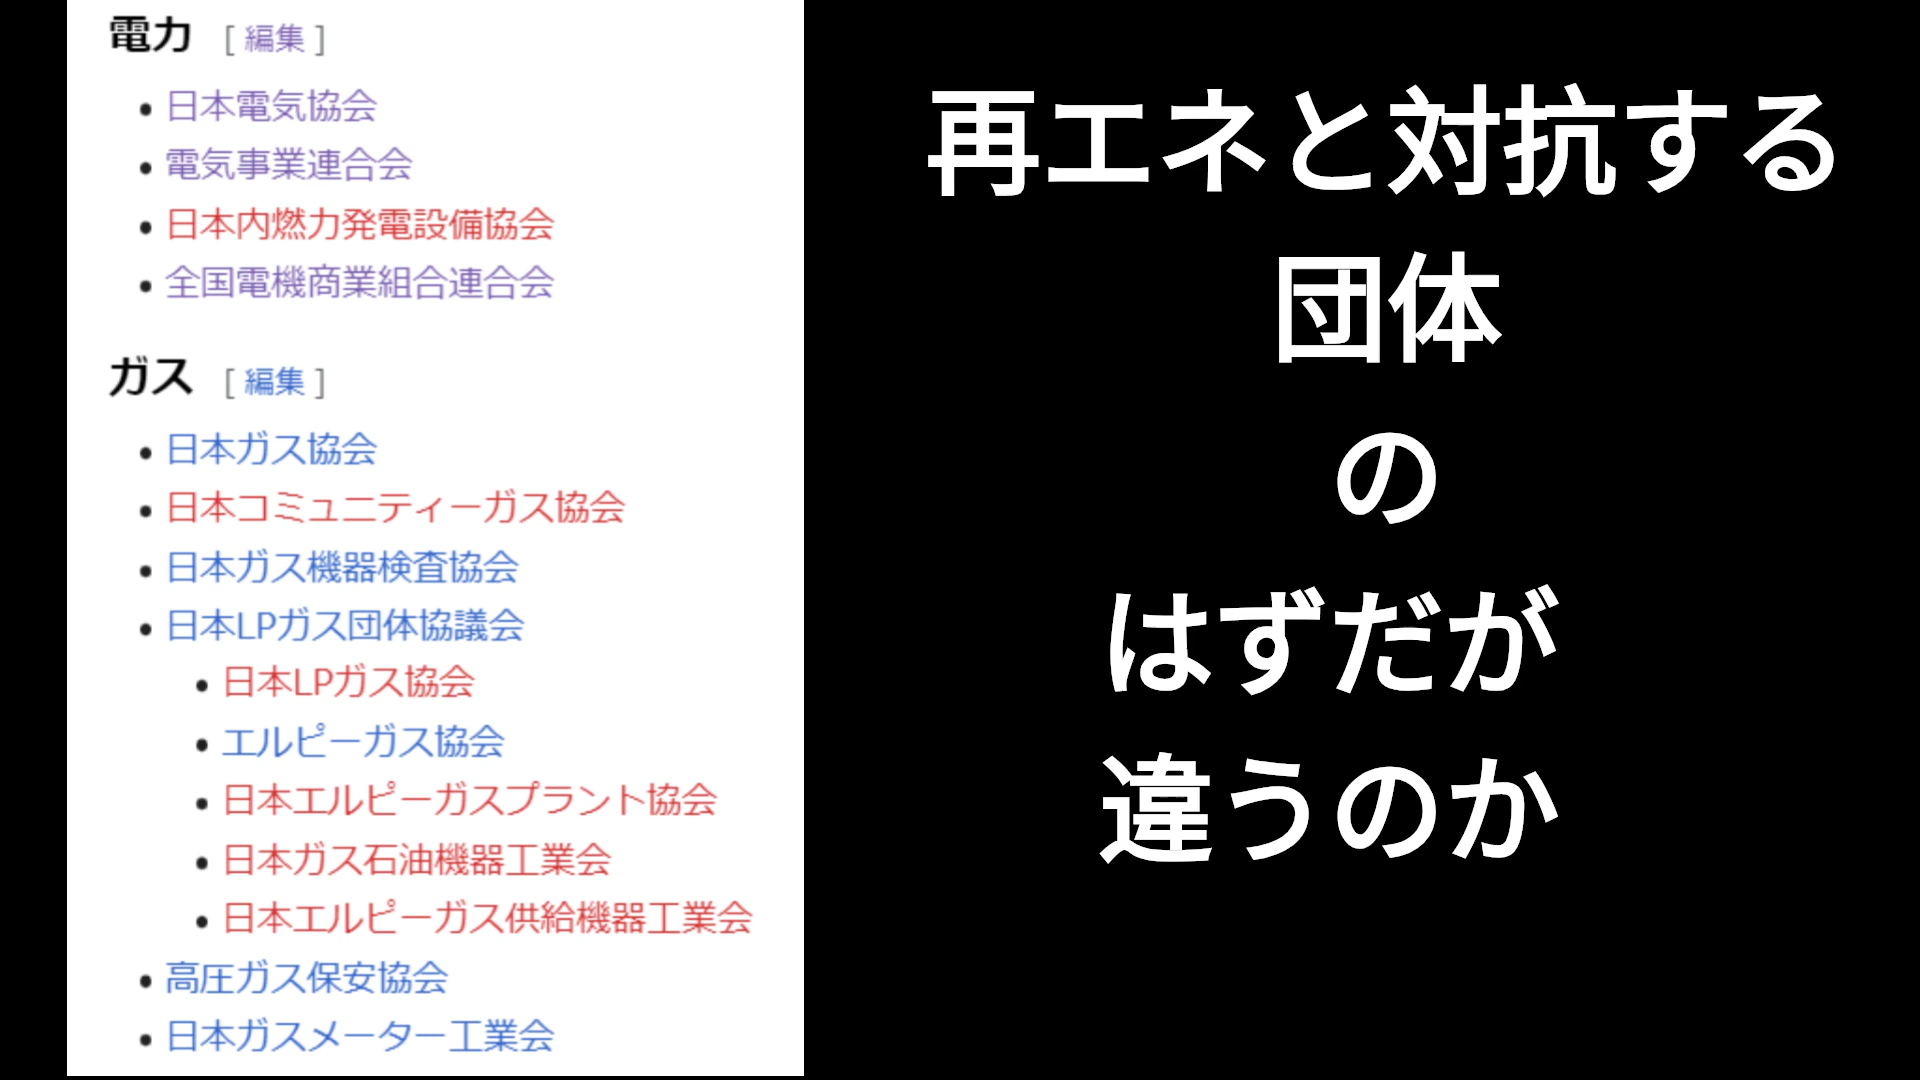 電力 [ 編集 ]
日本電気協会
電気事業連合会
日本内燃力発電設備協会
全国電機商業組合連合会
ガス [ 編集 ]
日本ガス協会
日本コミュニティーガス協会
日本ガス機器検査協会
日本LPガス団体協議会
日本LPガス協会
エルピーガス協会
日本エルピーガスプラント協会
日本ガス石油機器工業会
日本エルピーガス供給機器工業会
高圧ガス保安協会
日本ガスメーター工業会
再エネと対抗する
団体
の
はずだが
違うのか